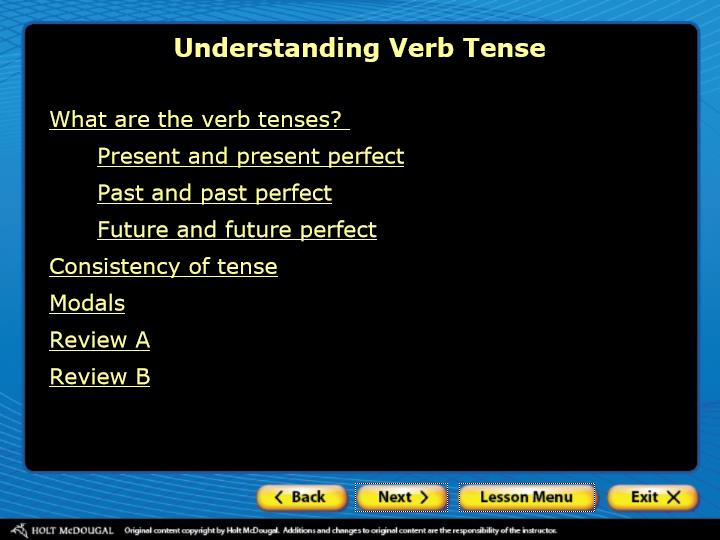 Understanding Verb Tense
What are the verb tenses?
Present and present perfect
Past and past perfect
Future and future perfect
Consistency of tense
Modals
Review A
Review B
Back Next Lesson Menu Exit
HOLT McDOUGAL Original content copyright by Holt McDougal. Additions and changes to original content are the responsibility of the instructor.